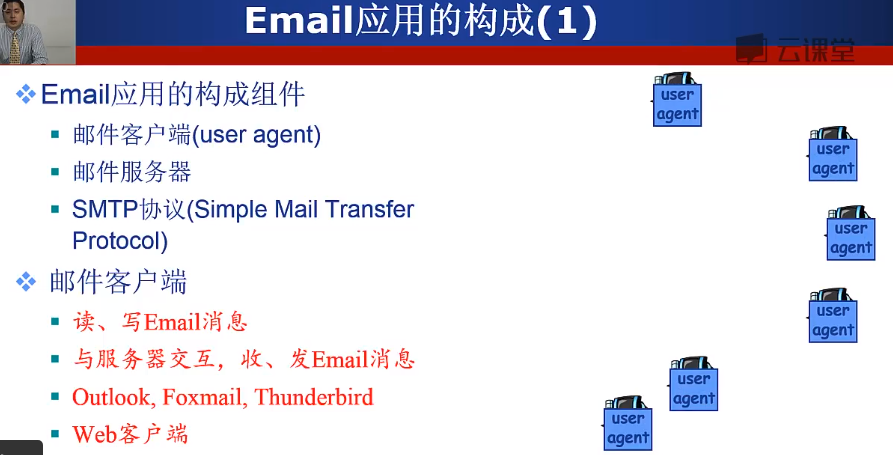 Email应用的构成(1)
云课堂
Email应用的构成组件
邮件客户端(user agent)
邮件服务器
SMTP协议(Simple Mail Transfer
Protocol)
邮件客户端
读、写Email消息
与服务器交互，收、发Email消息
Outlook, Foxmail, Thunderbird
Web客户端
user
agent
user
agent
user
agent
user
agent
user
agent
user
agent